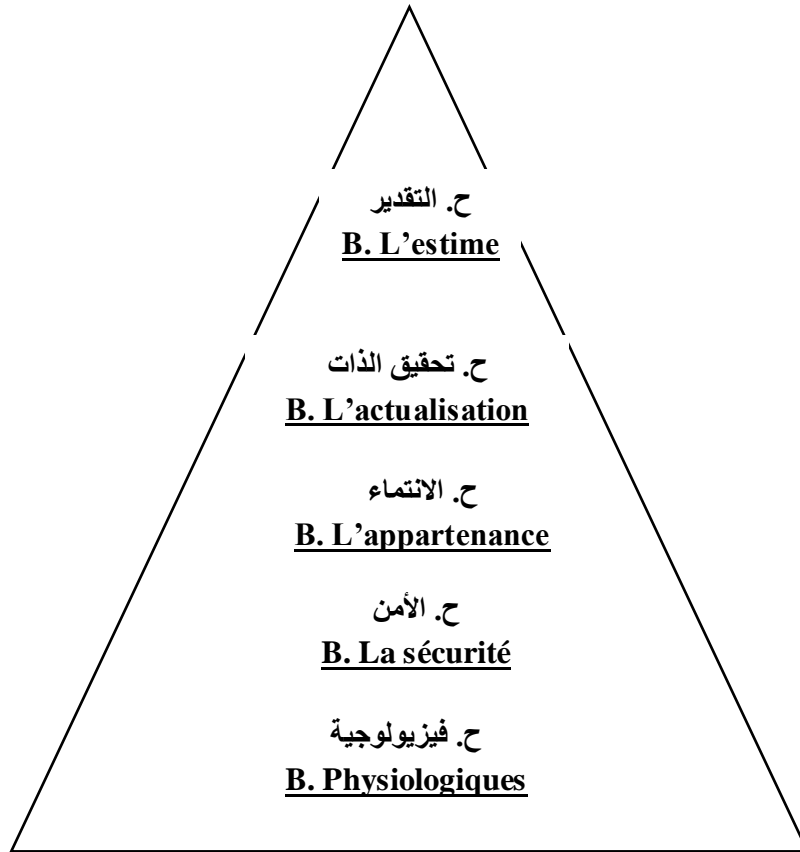 ح. التقدير
B. L’estime
ح. تحقيق الذات
B. L’actualisation
ح. الانتماء
B. L’appartenance
ح. الأمن
B. La sécurité
ح. فيزيولوجية
B. Physiologiques